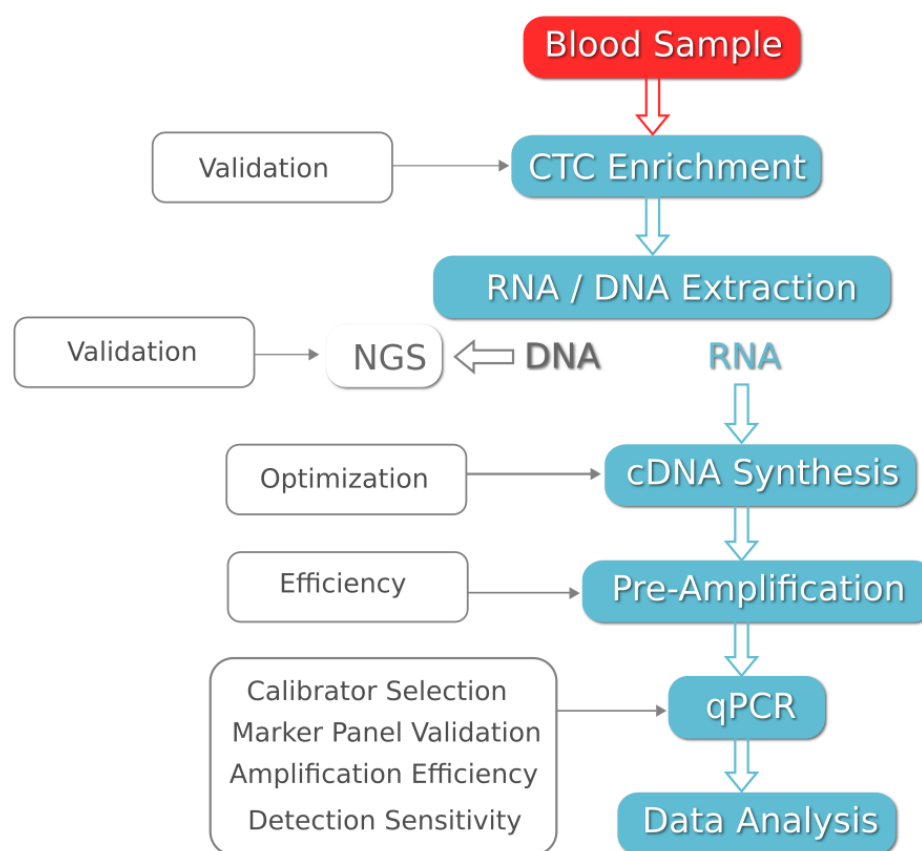 Blood Sample
Validation
CTC Enrichment
RNA / DNA Extraction
Validation
NGS
DNA
RNA
Optimization
cDNA Synthesis
Efficiency
Pre-Amplification
Calibrator Selection
Marker Panel Validation
Amplification Efficiency
Detection Sensitivity
qPCR
Data Analysis